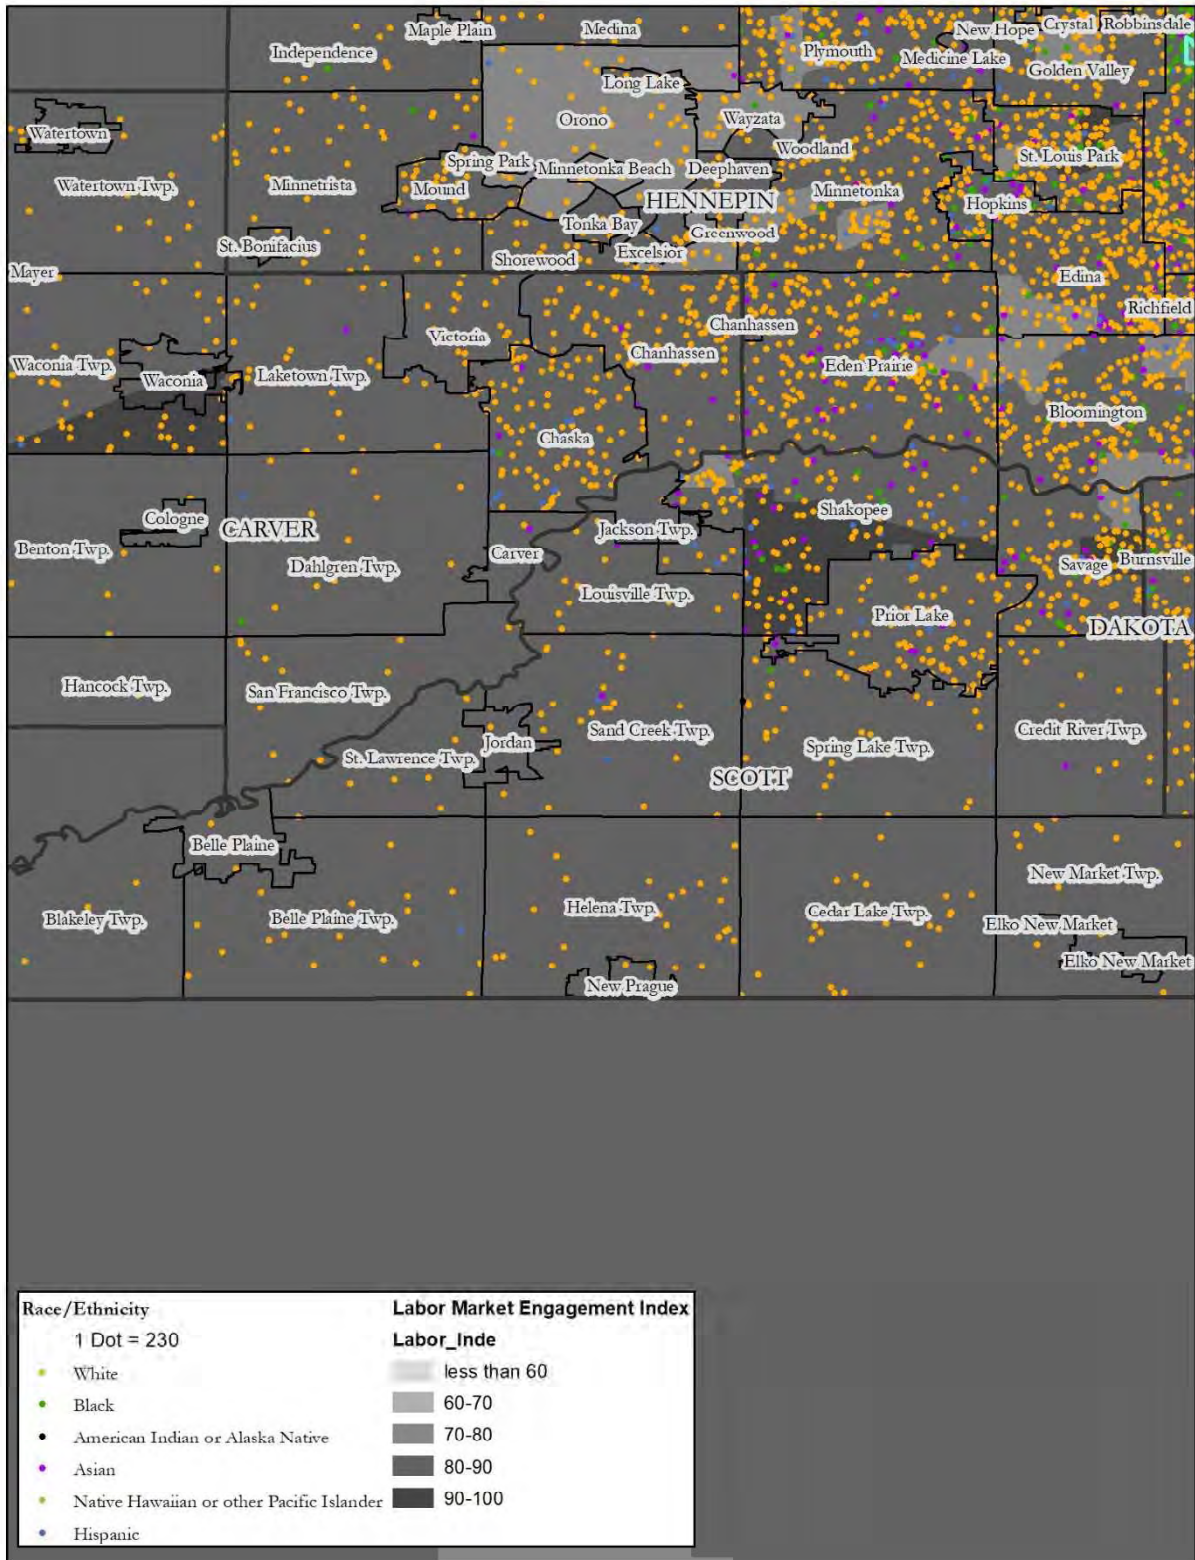 Maple Plain
Medina
New Hope
Crystal
Robbinsdale
Independence
Plymouth
Medicine Lake
Golden Valley
Long Lake
Watertown
Orono
Wayzata
Woodland
St. Louis Park
Spring Park
Minnetonka Beach
Deephaven
Watertown Twp.
Minnetrista
Mound
HENNEPIN
Minnetonka
Hopkins
Tonka Bay
Greenwood
St. Bonifacius
Excelsior
Shorewood
Mayer
Edina
Richfield
Chanhassen
Victoria
Chanhassen
Waconia Twp.
Waconia
Laketown Twp.
Eden Prairie
Bloomington
Chaska
Cologne
CARVER
Shakopee
Jackson Twp.
Benton Twp.
Carver
Dahlgren Twp.
Savage
Burnsville
Louisville Twp.
Prior Lake
DAKOTA
Hancock Twp.
San Francisco Twp.
Sand Creek Twp.
Credit River Twp.
Jordan
Spring Lake Twp.
St. Lawrence Twp.
SCOTT
Belle Plaine
New Market Twp.
Blakeley Twp.
Belle Plaine Twp.
Helena Twp.
Cedar Lake Twp.
Elko New Market
Elko New Market
New Prague
Race/Ethnicity
1 Dot = 230
White
Black
American Indian or Alaska Native
Asian
Native Hawaiian or other Pacific Islander
Hispanic
Labor Market Engagement Index
Labor_Inde
less than 60
60-70
70-80
80-90
90-100